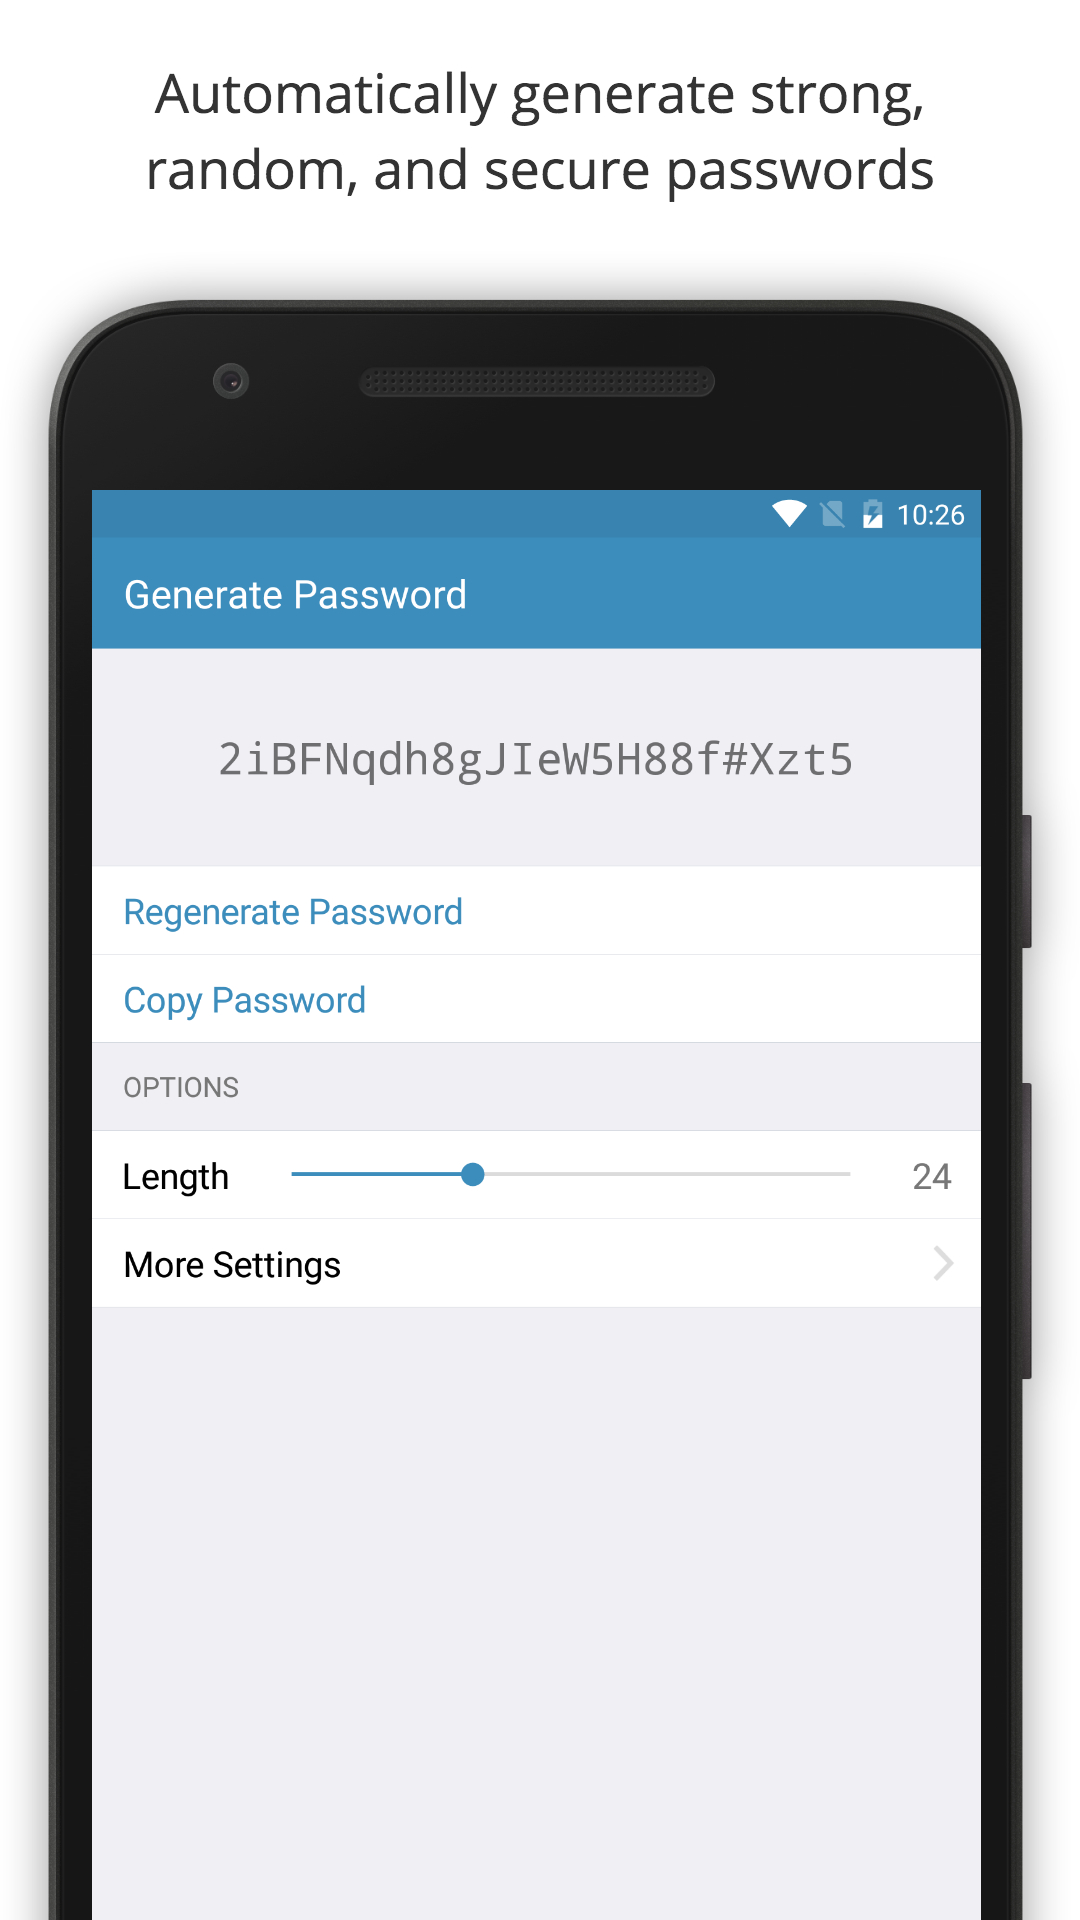 Automatically generate strong,
random, and secure passwords
10:26
Generate Password
2iBFNqdh8gJIeW5H88f#Xzt5
Regenerate Password
Copy Password
OPTIONS
Length 24
More Settings